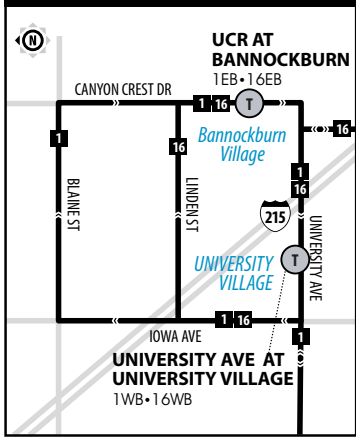 N
UCR AT
BANNOCKBURN
1EB•16EB
CANYON CREST DR
1 16
T
16
1
16
Bannockburn
Village
1
16
BLAINE ST
LINDEN ST
215
UNIVERSITY AVE
UNIVERSITY
VILLAGE
T
1 16
IOWA AVE
1
UNIVERSITY AVE AT
UNIVERSITY VILLAGE
1WB•16WB